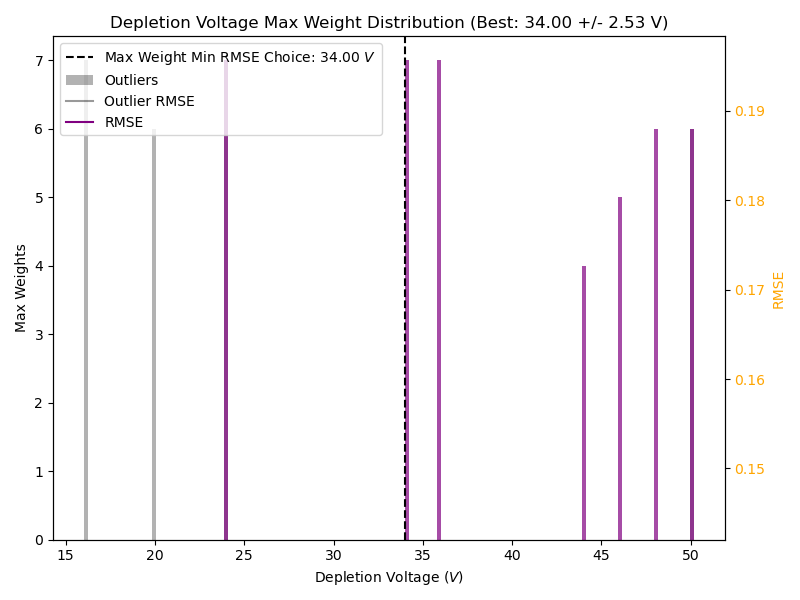 Depletion Voltage Max Weight Distribution (Best: 34.00 +/- 2.53 V)
Max Weight Min RMSE Choice: 34.00 V
Outliers
Outlier RMSE
RMSE
7
6
5
4
3
2
1
0
Max Weights
0.19
0.18
0.17
0.16
0.15
RMSE
15 20 25 30 35 40 45 50
Depletion Voltage (V)